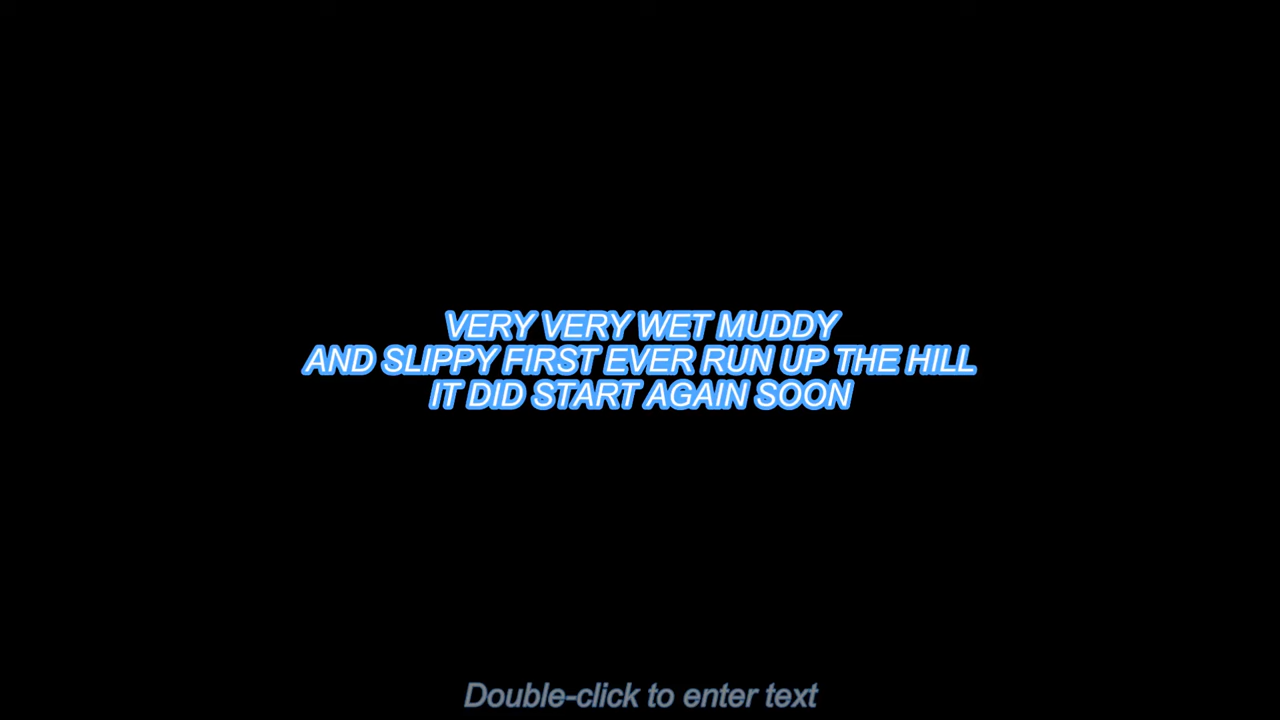 VERY VERY WET MUDDY
AND SLIPPY FIRST EVER RUN UP THE HILL
IT DID START AGAIN SOON
Double-click to enter text